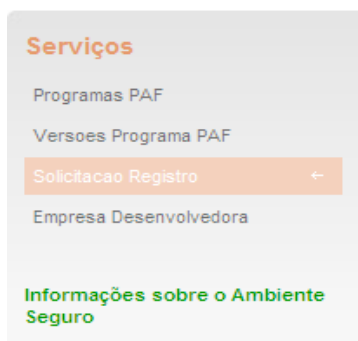 Serviços
Programas PAF
Versoes Programa PAF
Solicitacao Registro ←
Empresa Desenvolvedora
Informações sobre o Ambiente
Seguro